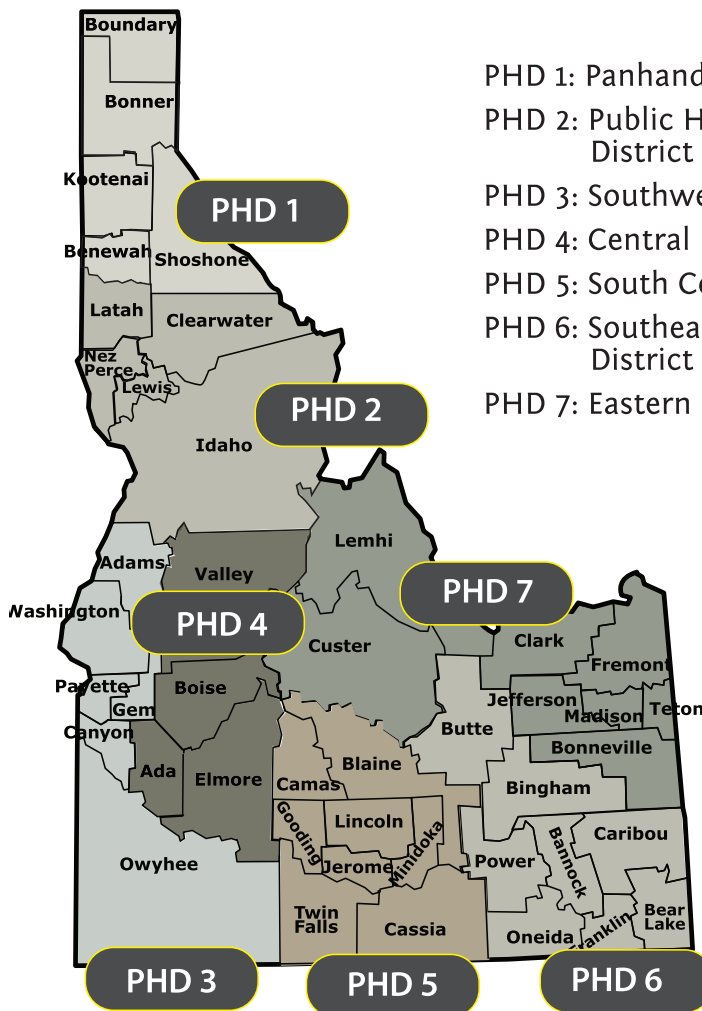 Boundary
Bonner
Kootenai
PHD 1
Benewah
Shoshone
Latah
Clearwater
Nez
Perce
Lewis
PHD 2
Idaho
PHD 1: Panhand
PHD 2: Public H
District
PHD 3: Southwe
PHD 4: Central
PHD 5: South Co
PHD 6: Southea
District
PHD 7: Eastern
Lemhi
Adams
Valley
PHD 7
Washington
PHD 4
Custer
Clark
Fremont
Payette
Boise
Gem
Jefferson
Madison
Teton
Canyon
Butte
Bonneville
Ada
Elmore
Blaine
Camas
Bingham
Gooding
Lincoln
Minidoka
Caribou
Owyhee
Jerome
Power
Bannock
Twin
Falls
Cassia
Oneida
Franklin
Bear
Lake
PHD 3
PHD 5
PHD 6